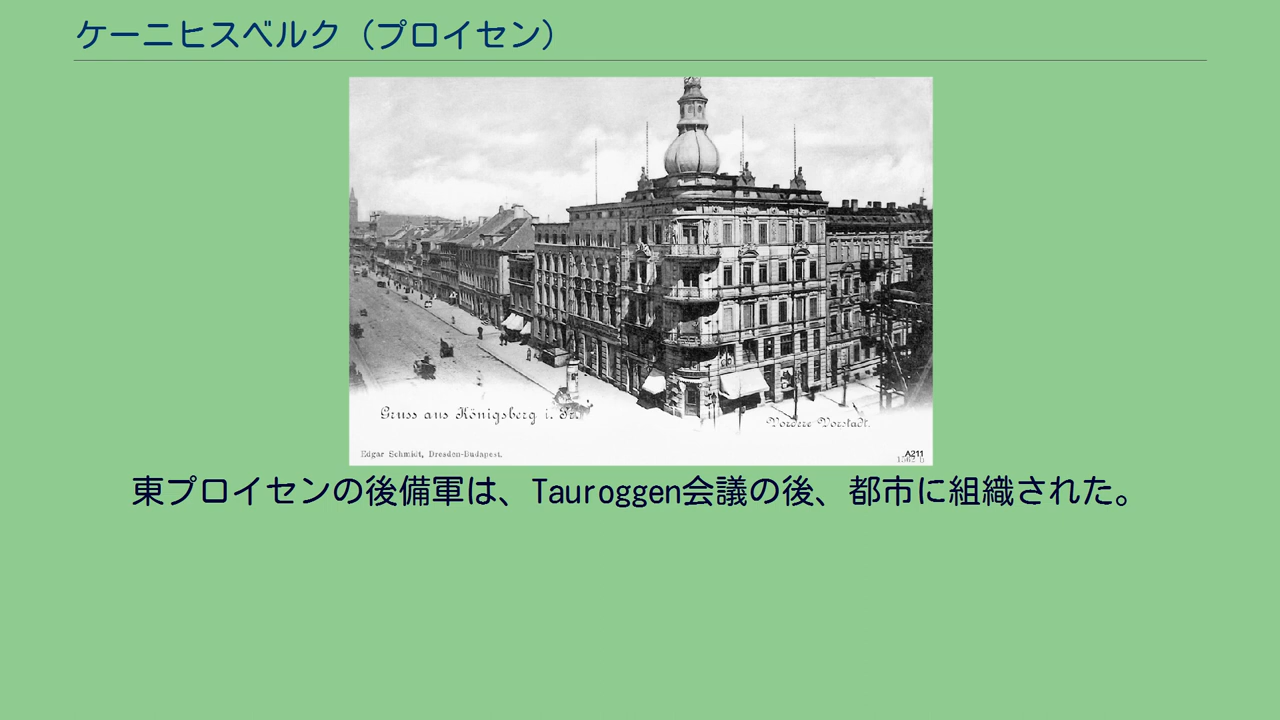 ケーニヒスベルク（プロイセン）
Gruss aus Königsberg i. Pr.
Vordere Vorstadt.
Edgar Schmidt, Dresden-Budapest.
A211
東プロイセンの後備軍は、Tauroggen会議の後、都市に組織された。